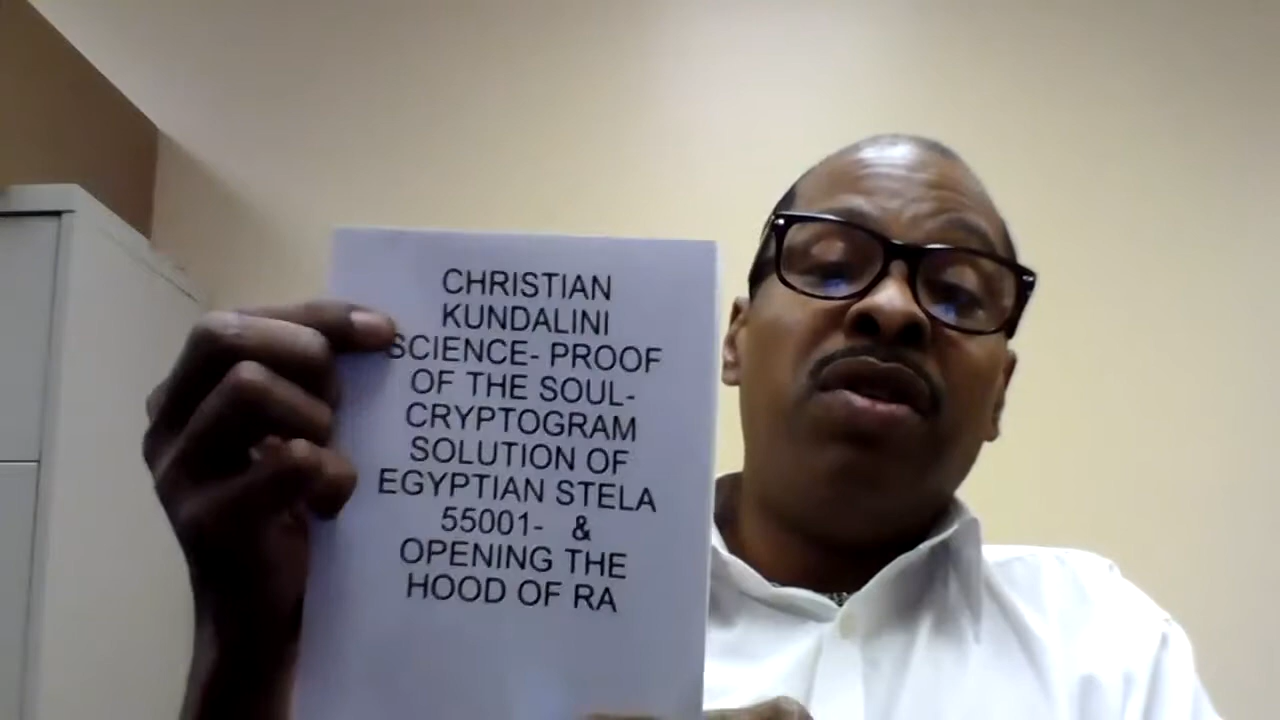 CHRISTIAN
KUNDALINI
SCIENCE- PROOF
OF THE SOUL-
CRYPTOGRAM
SOLUTION OF
EGYPTIAN STELA
55001- &
OPENING THE
HOOD OF RA